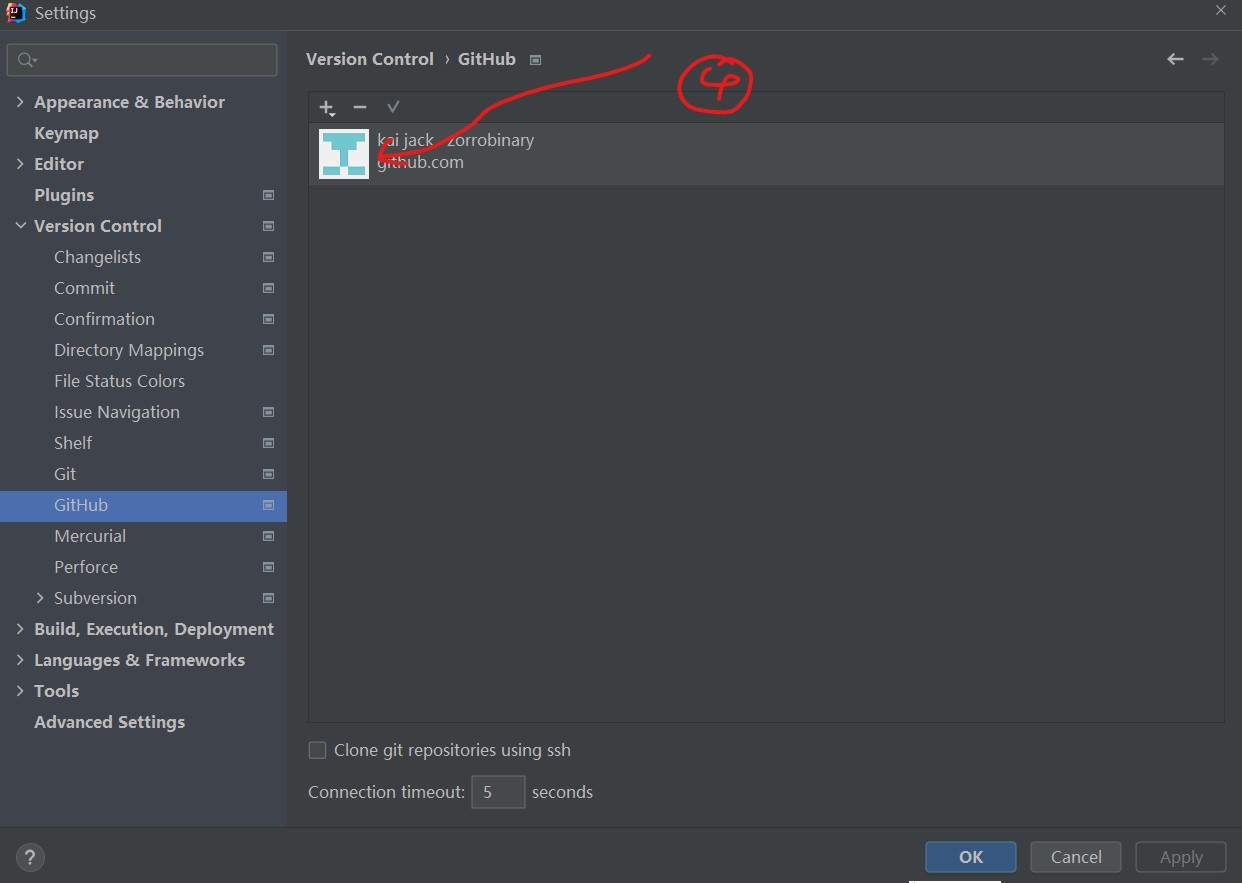 Settings
Version Control › GitHub
Appearance & Behavior
Keymap
Editor
Plugins
Version Control
Changelists
Commit
Confirmation
Directory Mappings
File Status Colors
Issue Navigation
Shelf
Git
GitHub
Mercurial
Perforce
Subversion
Build, Execution, Deployment
Languages & Frameworks
Tools
Advanced Settings
kai jack zorrobinary
github.com
Clone git repositories using ssh
Connection timeout: 5 seconds
?
OK Cancel Apply